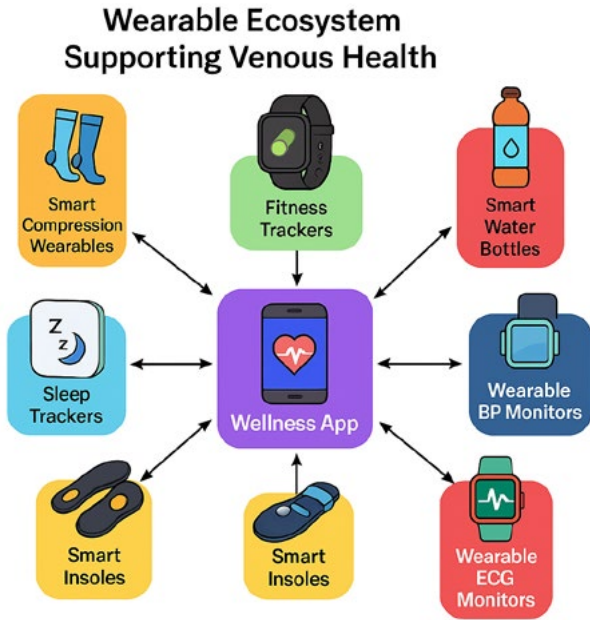 Wearable Ecosystem
Supporting Venous Health
Smart
Compression
Wearables
Fitness
Trackers
Smart
Water
Bottles
Z
z
Sleep
Trackers
Wellness App
Wearable
BP Monitors
Smart
Insoles
Smart
Insoles
Wearable
ECG
Monitors